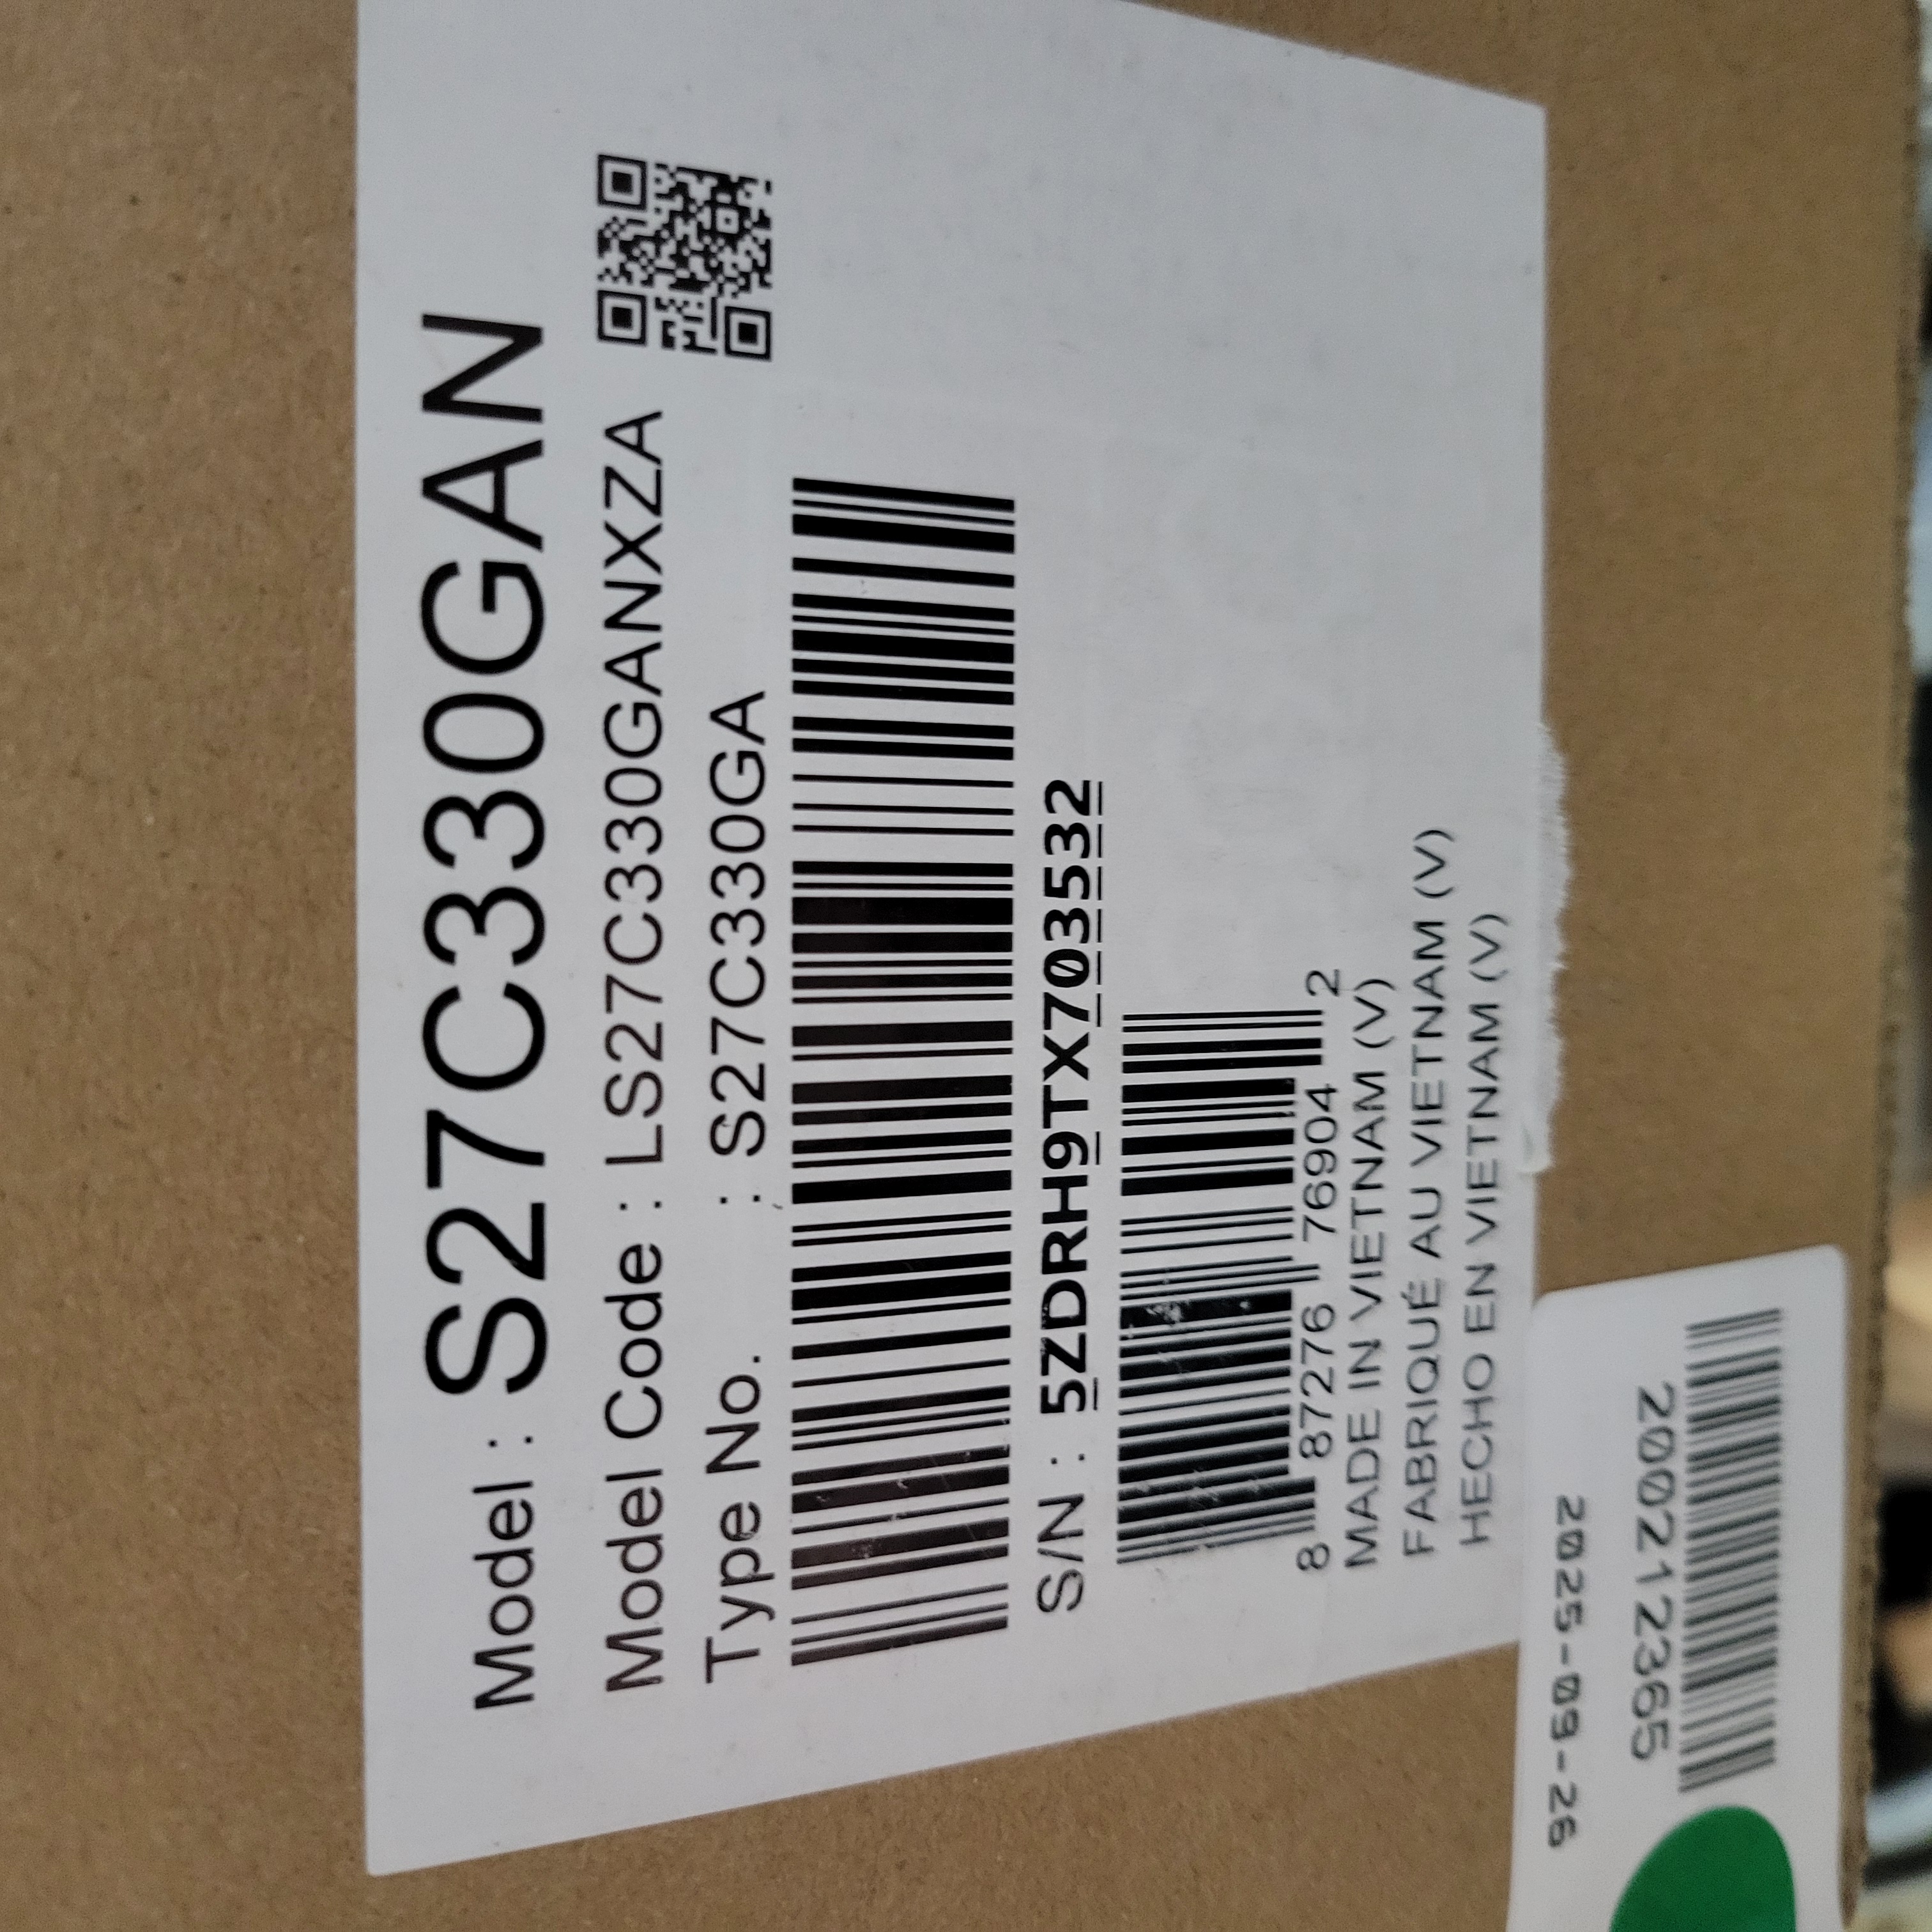 Model : S27C330GAN
Model Code : LS27C330GANXZA
Type No. : S27C330GA
S/N : 5ZDRH9TX703532
8 87276 76904 2
MADE IN VIETNAM (V)
FABRIQUÉ AU VIETNAM (V)
HECHO EN VIETNAM (V)
2002122365
2025-09-26